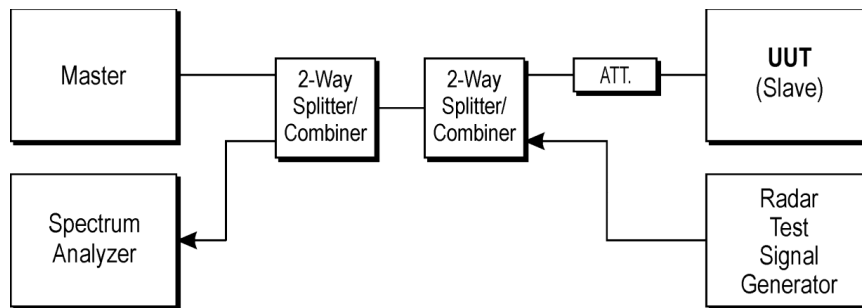 Master
2-Way
Splitter/
Combiner
2-Way
Splitter/
Combiner
ATT.
UUT
(Slave)
Spectrum
Analyzer
Radar
Test
Signal
Generator